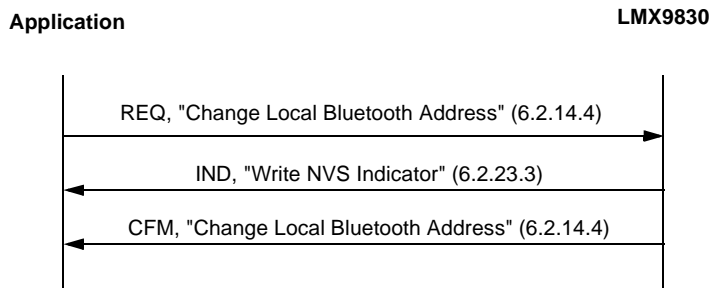 Application
LMX9830
REQ, "Change Local Bluetooth Address" (6.2.14.4)
IND, "Write NVS Indicator" (6.2.23.3)
CFM, "Change Local Bluetooth Address" (6.2.14.4)